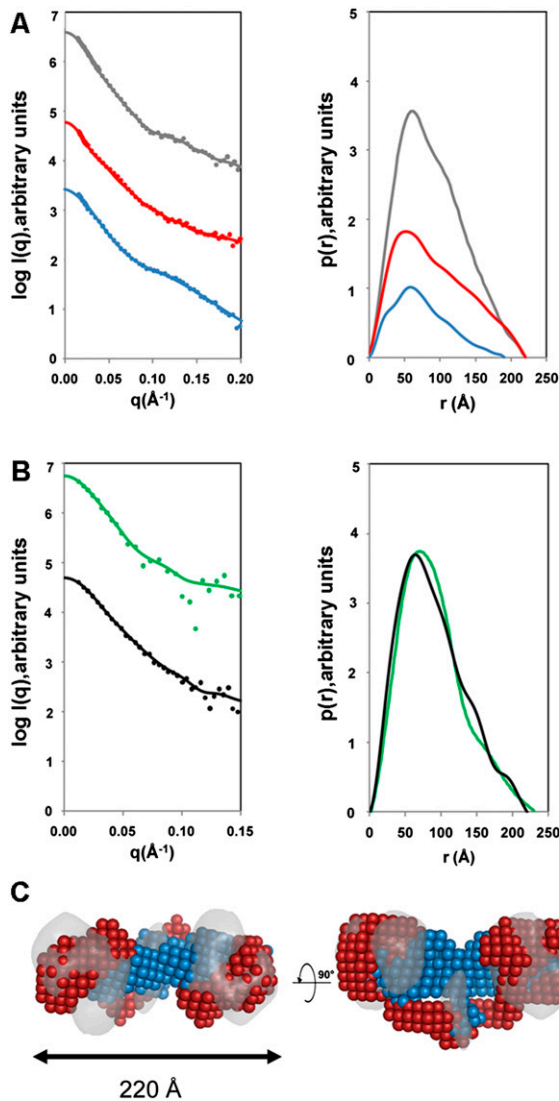 A
log I(q), arbitrary units
7
6
5
4
3
2
1
0
0.00 0.05 0.10 0.15 0.20
q(Å-1)
p(r), arbitrary units
5
4
3
2
1
0
0 50 100 150 200 250
r (Å)
B
log I(q), arbitrary units
7
6
5
4
3
2
1
0
0.00 0.05 0.10 0.15
q(Å-1)
p(r), arbitrary units
5
4
3
2
1
0
0 50 100 150 200 250
r (Å)
C
90°
220 Å